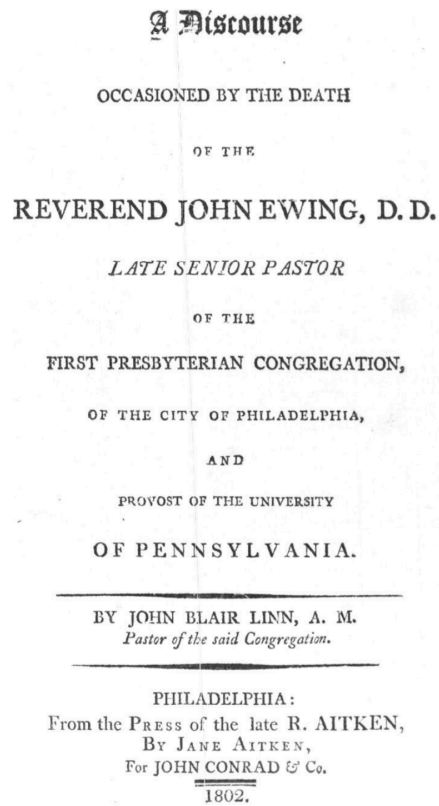 A Discourse
OCCASIONED BY THE DEATH
OF THE
REVEREND JOHN EWING, D. D.
LATE SENIOR PASTOR
OF THE
FIRST PRESBYTERIAN CONGREGATION,
OF THE CITY OF PHILADELPHIA,
AND
PROVOST OF THE UNIVERSITY
OF PENNSYLVANIA.
BY JOHN BLAIR LINN, A. M.
Pastor of the said Congregation.
PHILADELPHIA:
From the PRESS of the late R. AITKEN,
BY JANE AITKEN,
For JOHN CONRAD & Co.
1802.